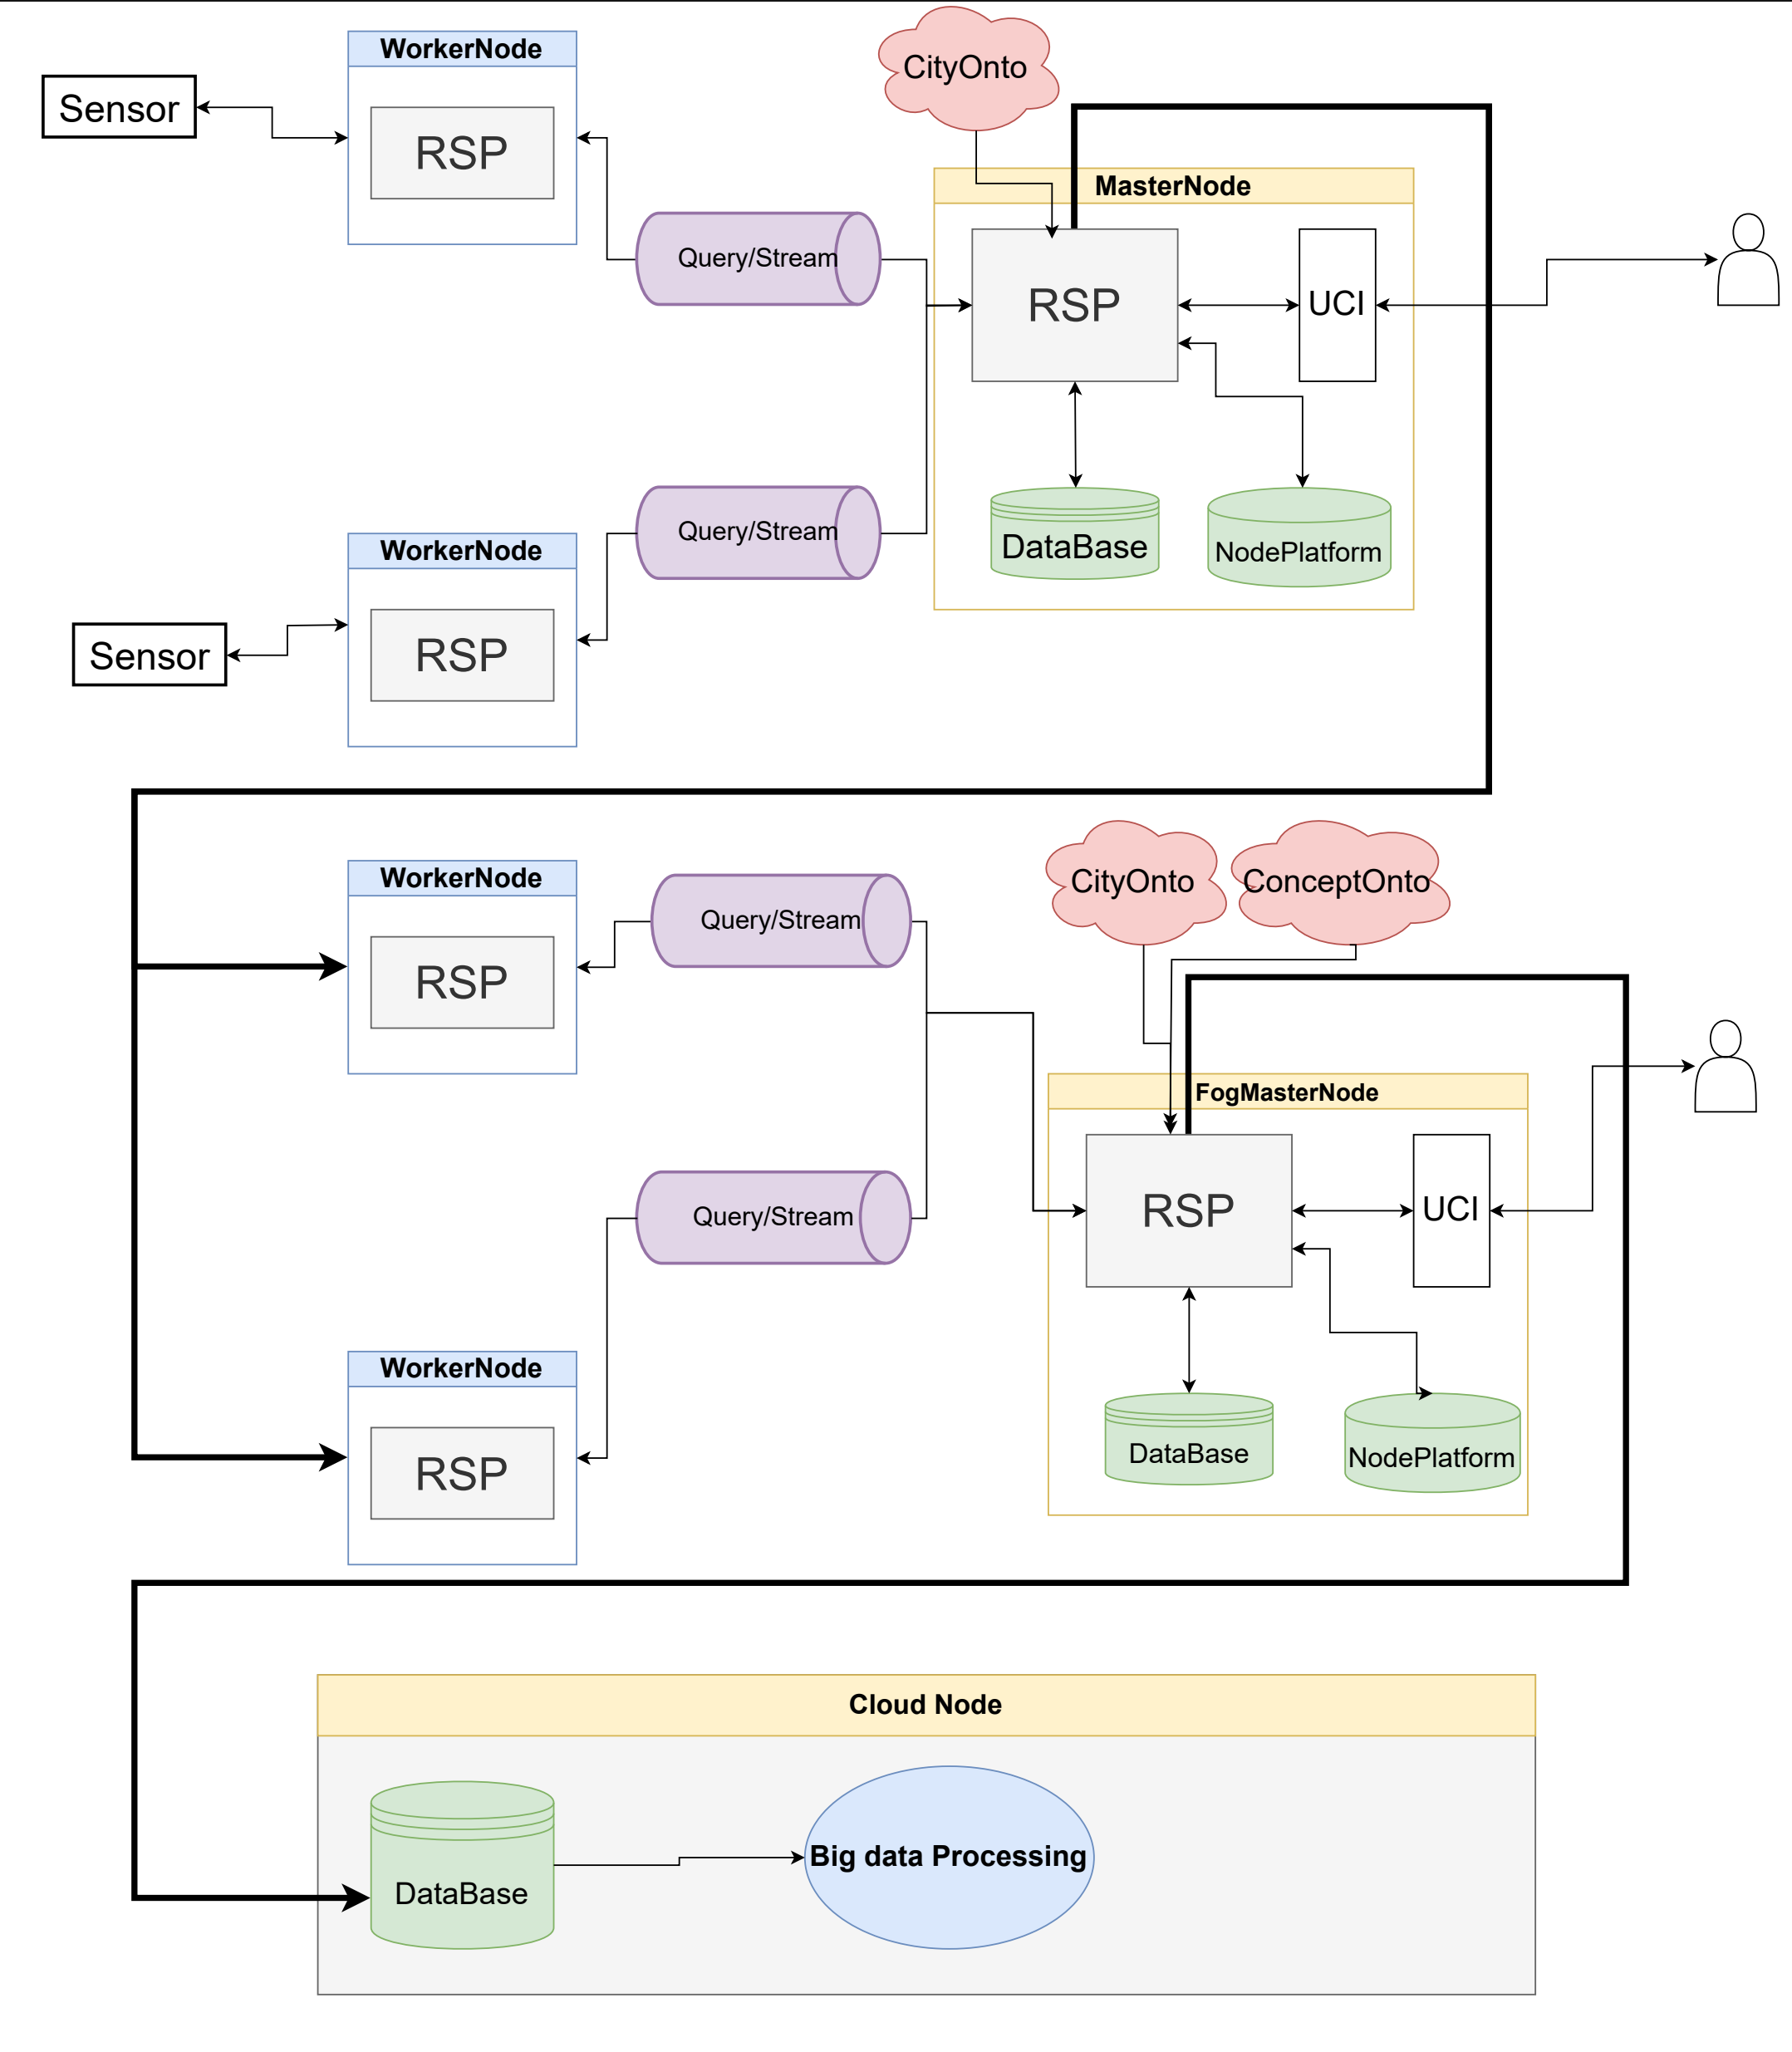 WorkerNode
CityOnto
Sensor
RSP
MasterNode
Query/Stream
RSP
UCI
Query/Stream
DataBase
NodePlatform
WorkerNode
Sensor
RSP
WorkerNode
CityOnto
ConceptOnto
Query/Stream
RSP
FogMasterNode
Query/Stream
RSP
UCI
WorkerNode
DataBase
NodePlatform
RSP
Cloud Node
Big data Processing
DataBase